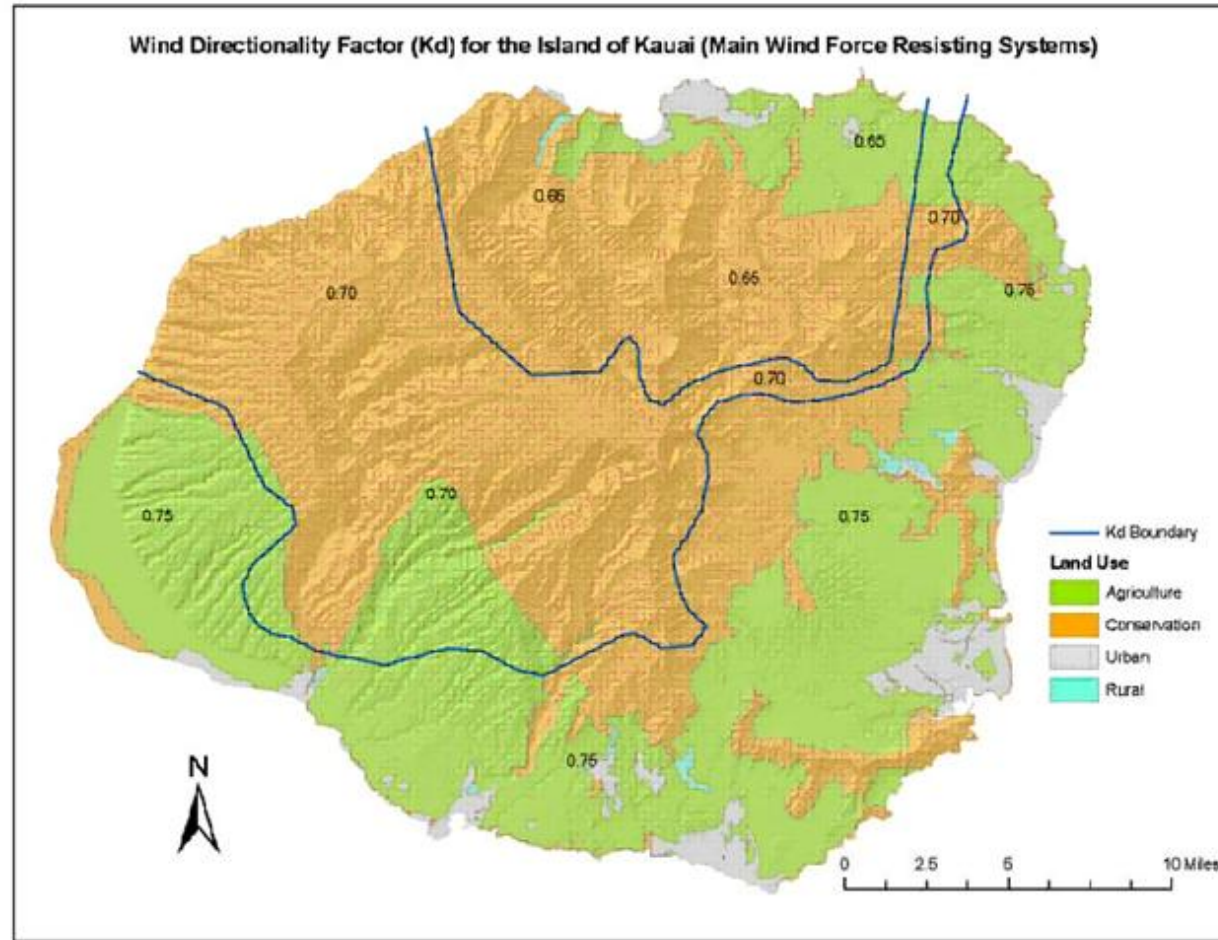 Wind Directionality Factor (Kd) for the Island of Kauai (Main Wind Force Resisting Systems)
0.65
0.65
0.70
0.65
0.70
0.75
0.70
0.70
0.75
0.75
Kd Boundary
Land Use
Agriculture
Conservation
Urban
Rural
0.75
N
0 2.5 5 10 Miles